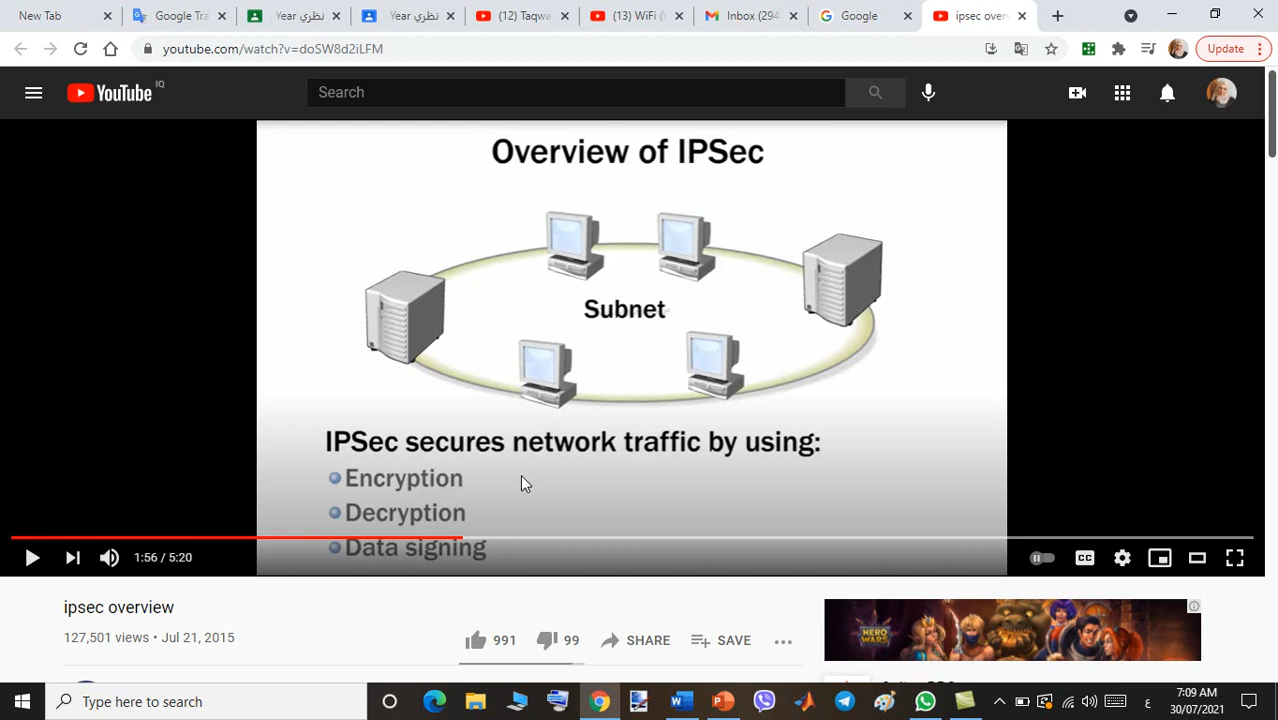 New Tab
Google Tra
Year نظري
Year نظري
(12) Taqwa
(13) WiFi (
Inbox (294
Google
ipsec over
youtube.com/watch?v=doSW8d2iLFM
Update
YouTube IQ
Search
Overview of IPSec
Subnet
IPSec secures network traffic by using:
Encryption
Decryption
Data signing
1:56 / 5:20
CC
ipsec overview
127,501 views • Jul 21, 2015
991
99
SHARE
SAVE
HERO WARS
Type here to search
ع
7:09 AM
30/07/2021